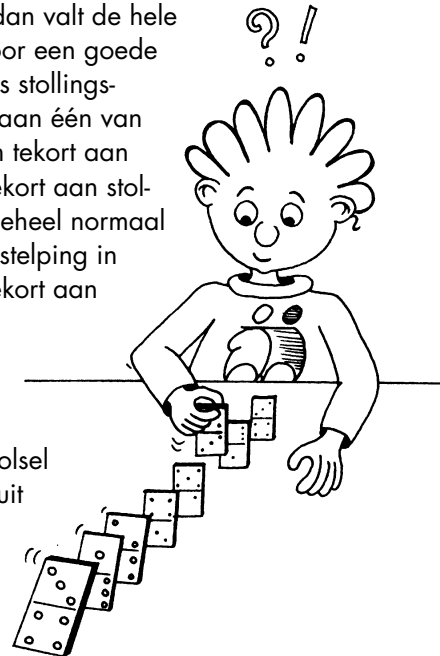 dan valt de hele
oor een goede
s stollings-
aan één van
n tekort aan
ekort aan stol-
eheel normaal
stelping in
ekort aan
olsel
uit
? !